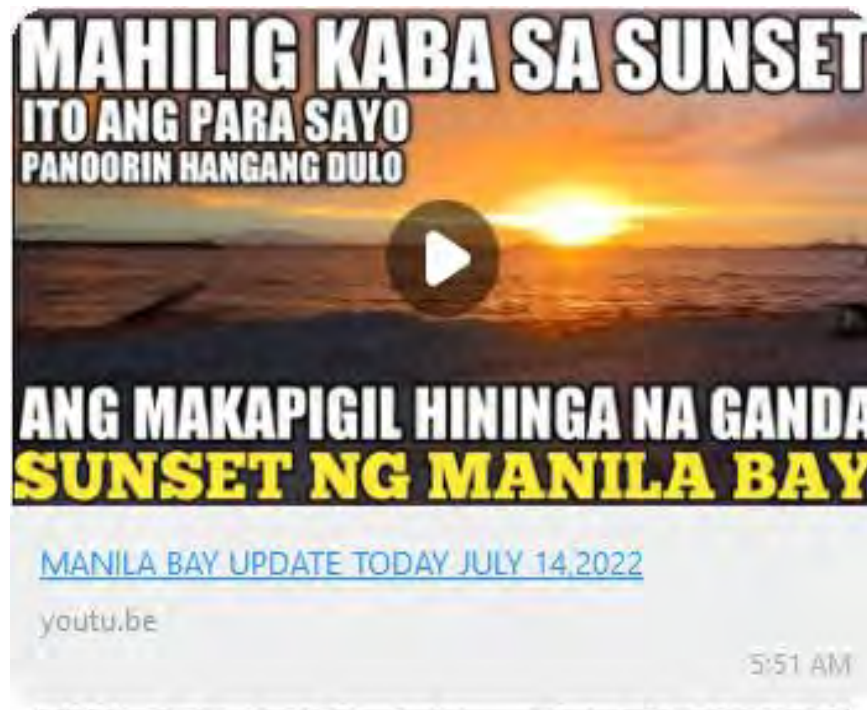 MAHILIG KABA SA SUNSET
ITO ANG PARA SAYO
PANOORIN HANGANG DULO
ANG MAKAPIGIL HININGA NA GANDA
SUNSET NG MANILA BAY
MANILA BAY UPDATE TODAY JULY 14,2022
youtu.be
5:51 AM